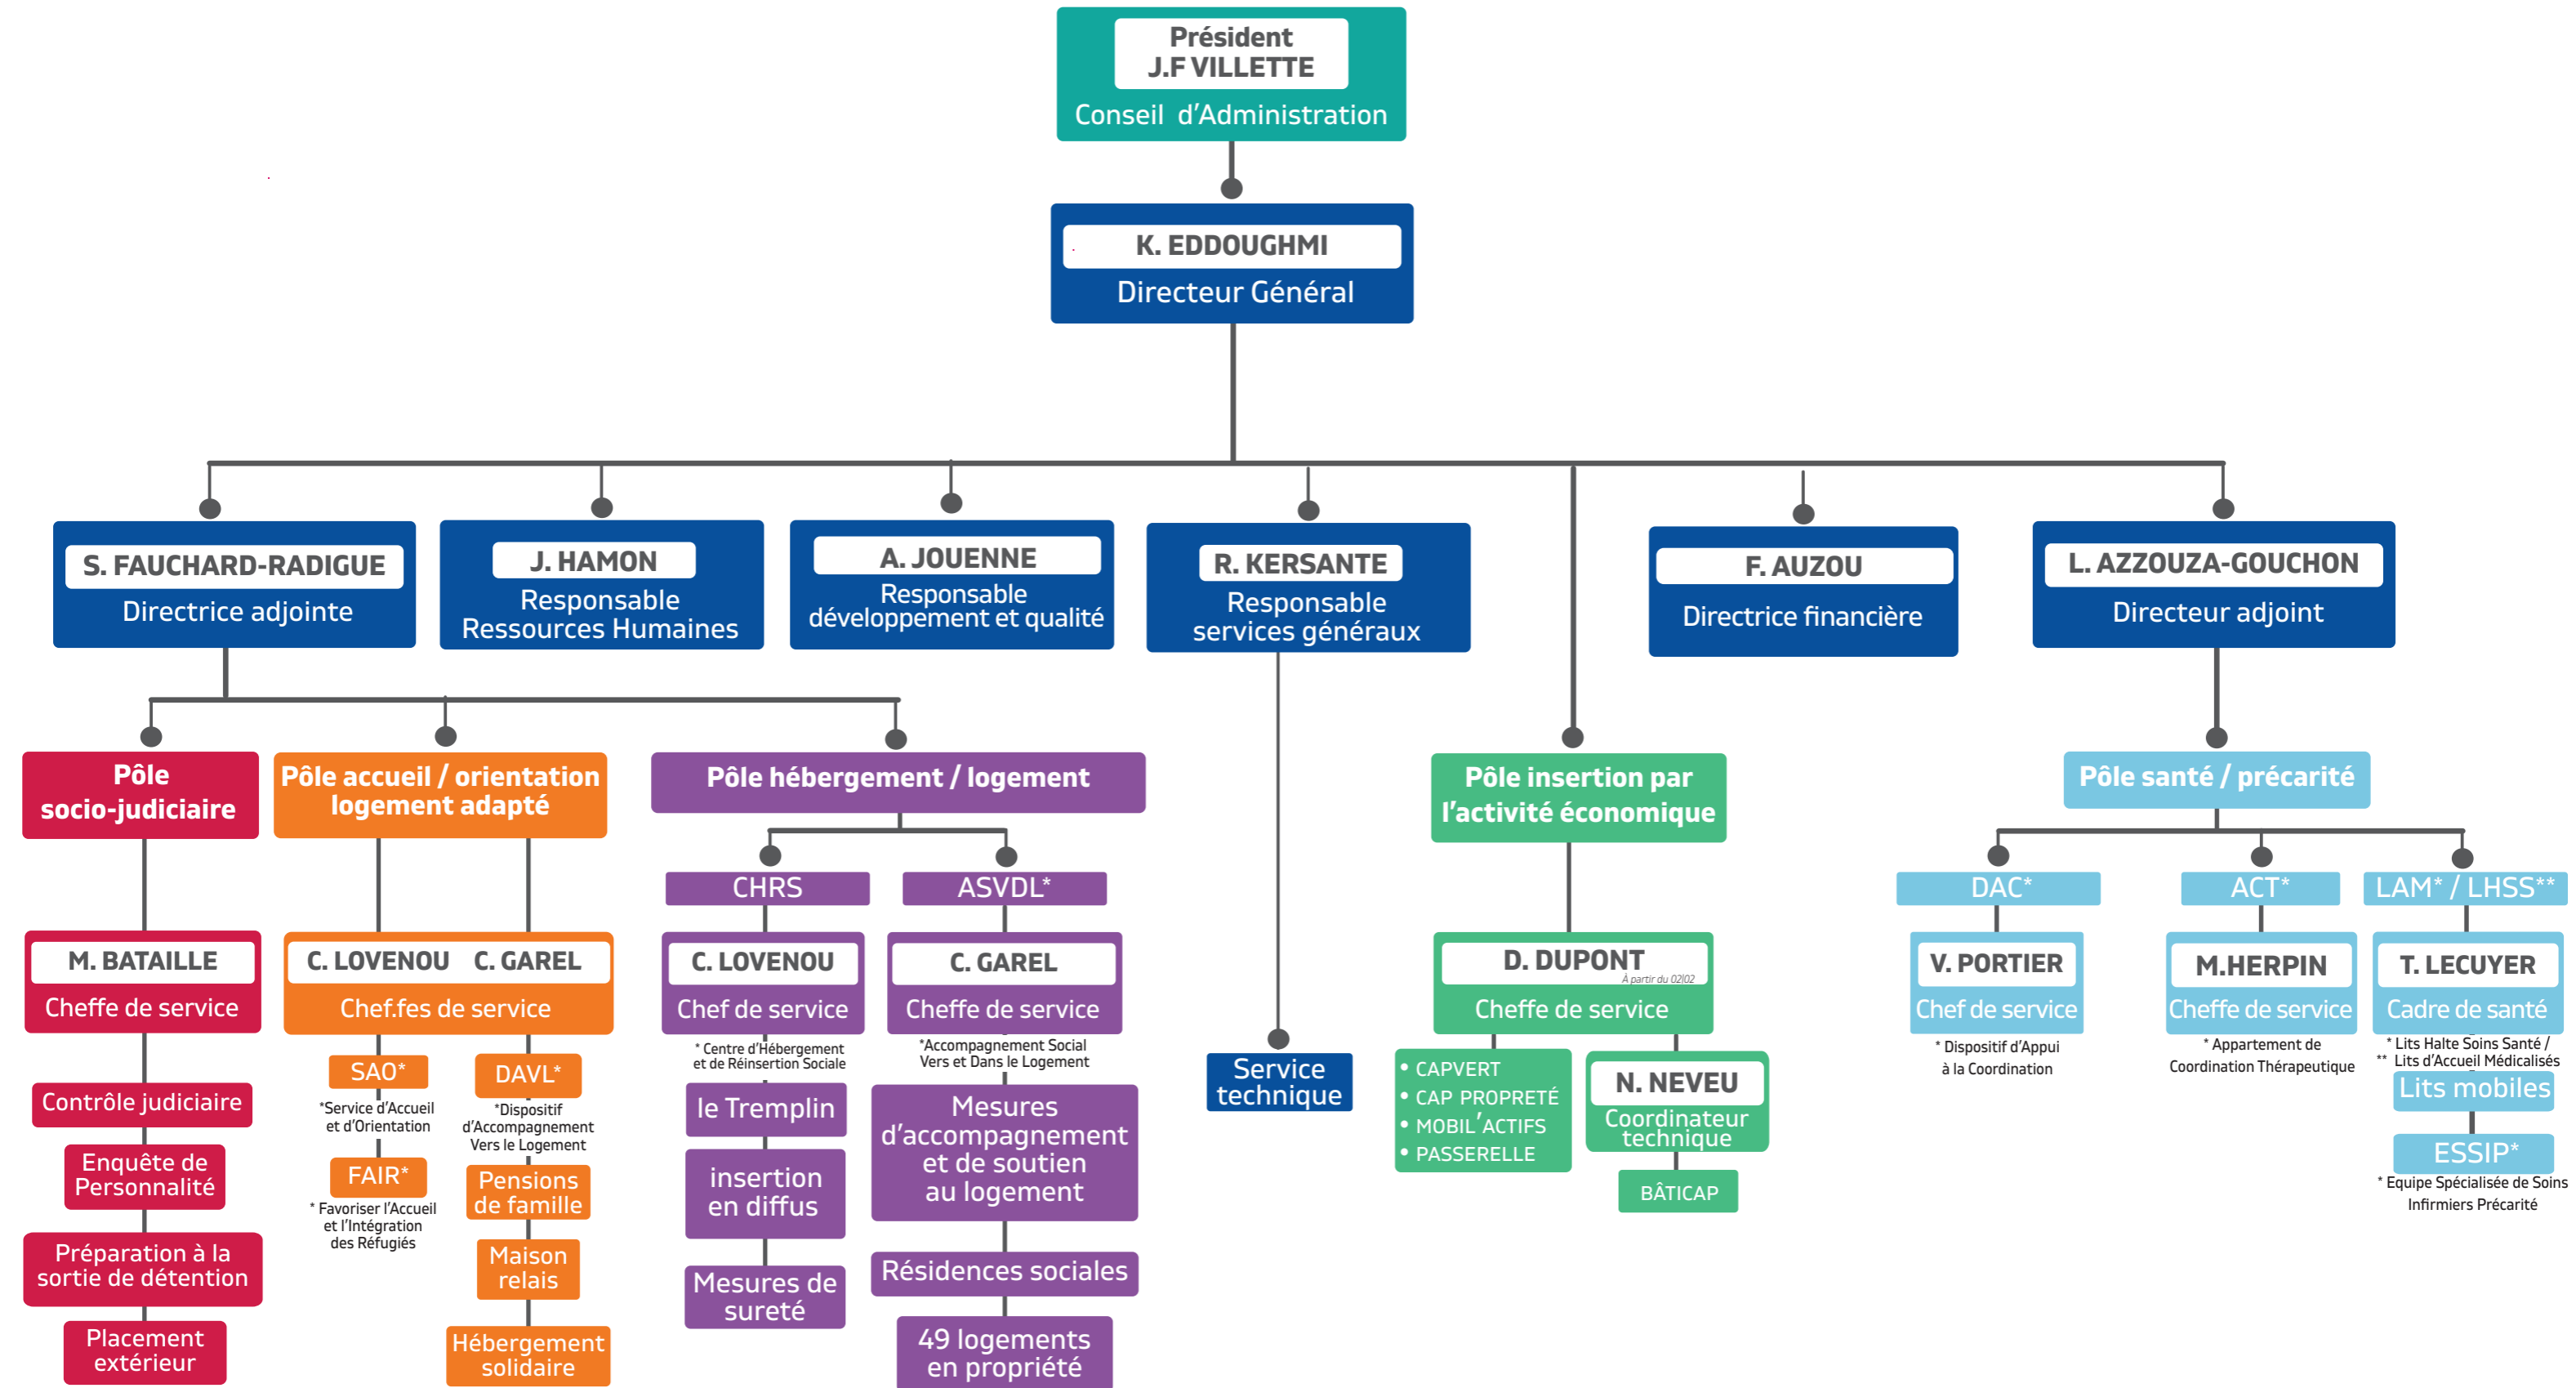 Président
J.F VILLETTE
Conseil d'Administration
K. EDDOUGHMI
Directeur Général
S. FAUCHARD-RADIGUE
Directrice adjointe
J. HAMON
Responsable
Ressources Humaines
A. JOUENNE
Responsable
développement et qualité
R. KERSANTE
Responsable
services généraux
F. AUZOU
Directrice financière
L. AZZOUZA-GOUCHON
Directeur adjoint
Pôle
socio-judiciaire
M. BATAILLE
Cheffe de service
Contrôle judiciaire
Enquête de
Personnalité
Préparation à la
sortie de détention
Placement
extérieur
Pôle accueil / orientation
logement adapté
C. LOVENOU C. GAREL
Chef.fes de service
SAO*
*Service d'Accueil
et d'Orientation
FAIR*
* Favoriser l'Accueil
et l'Intégration
des Réfugiés
DAVL*
*Dispositif
d'Accompagnement
Vers le Logement
Pensions
de famille
Maison
relais
Hébergement
solidaire
Pôle hébergement / logement
CHRS
C. LOVENOU
Chef de service
* Centre d'Hébergement
et de Réinsertion Sociale
le Tremplin
insertion
en diffus
Mesures de
sureté
ASVDL*
C. GAREL
Cheffe de service
*Accompagnement Social
Vers et Dans le Logement
Mesures
d'accompagnement
et de soutien
au logement
Résidences sociales
49 logements
en propriété
Service
technique
Pôle insertion par
l'activité économique
D. DUPONT
À partir du 02|02
Cheffe de service
• CAPVERT
• CAP PROPRETÉ
• MOBIL'ACTIFS
• PASSERELLE
N. NEVEU
Coordinateur
technique
BÂTICAP
Pôle santé / précarité
DAC*
V. PORTIER
Chef de service
* Dispositif d'Appui
à la Coordination
ACT*
M.HERPIN
Cheffe de service
* Appartement de
Coordination Thérapeutique
LAM* / LHSS**
T. LECUYER
Cadre de santé
* Lits Halte Soins Santé /
** Lits d'Accueil Médicalisés
Lits mobiles
ESSIP*
* Equipe Spécialisée de Soins
Infirmiers Précarité